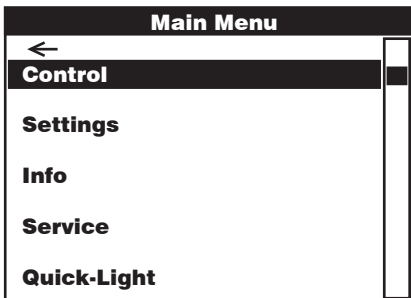 Main Menu
Control
Settings
Info
Service
Quick-Light